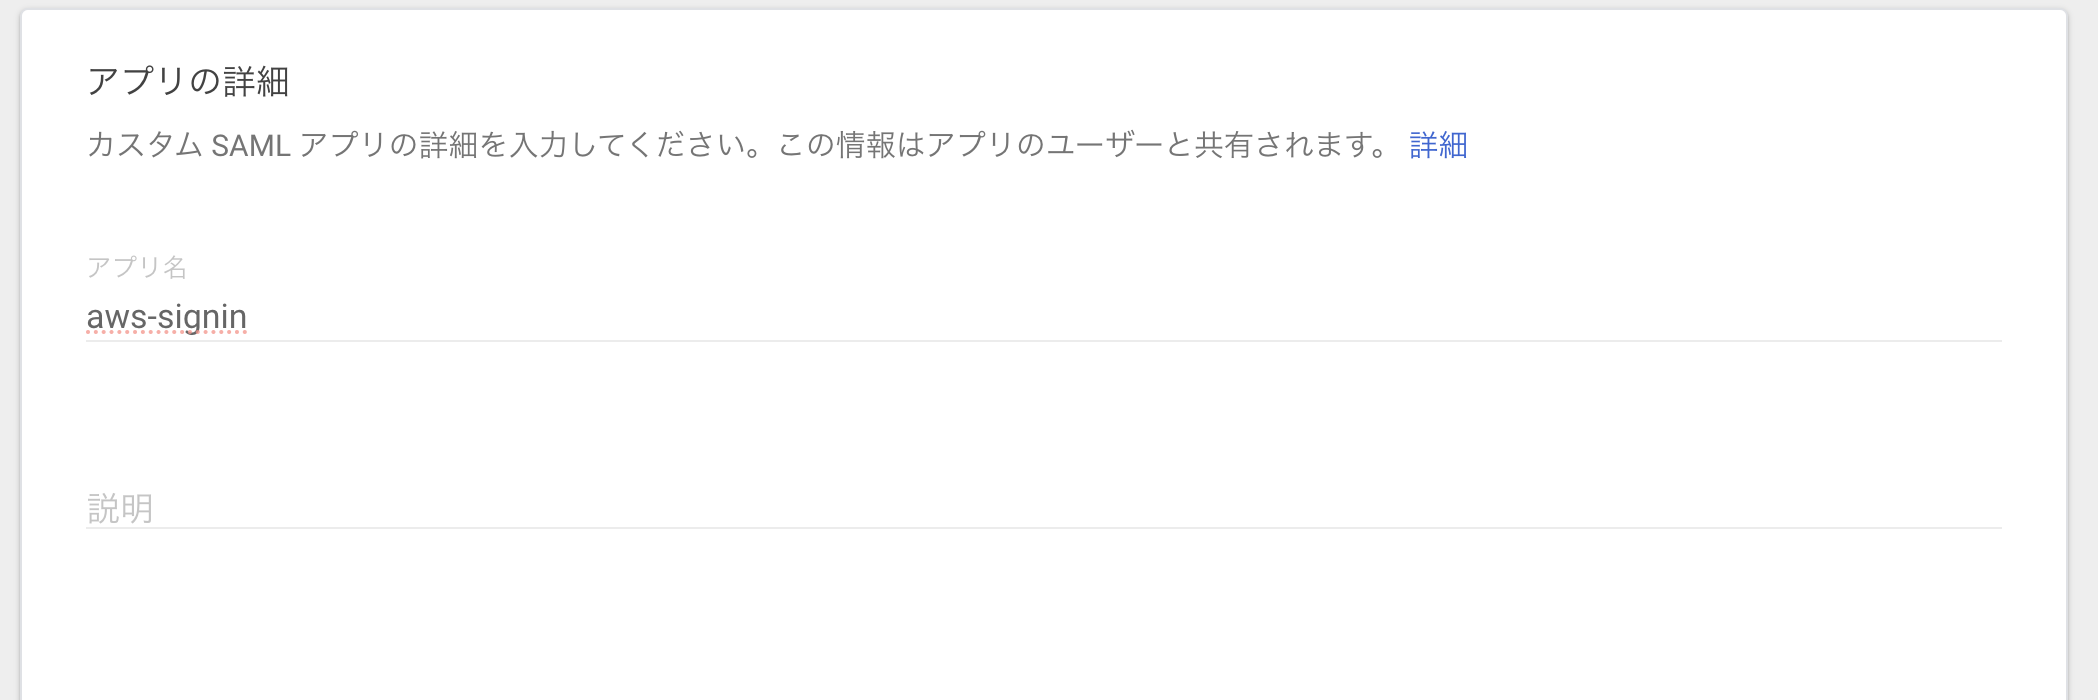 アプリの詳細
カスタム SAML アプリの詳細を入力してください。この情報はアプリのユーザーと共有されます。 詳細
アプリ名
aws-signin
説明